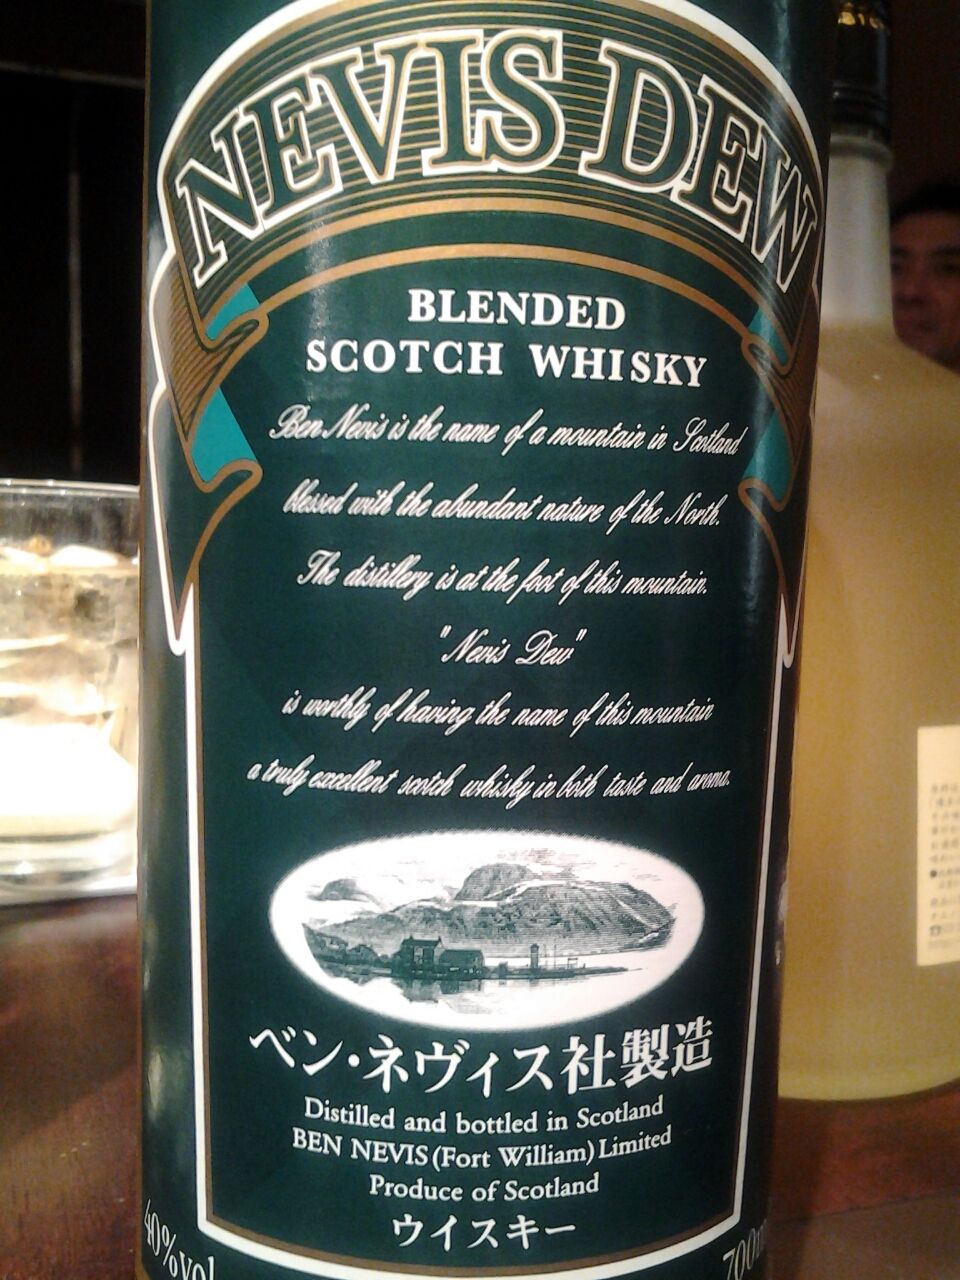 NEVIS DEW
BLENDED
SCOTCH WHISKY
Ben Nevis is the name of a mountain in Scotland
blessed with the abundant nature of the North.
The distillery is at the foot of this mountain.
"Nevis Dew"
is worthly of having the name of this mountain
a truly excellent scotch whisky in both taste and aroma.
ベン・ネヴィス社製造
Distilled and bottled in Scotland
BEN NEVIS (Fort William) Limited
Produce of Scotland
ウイスキー
40%vol
700m